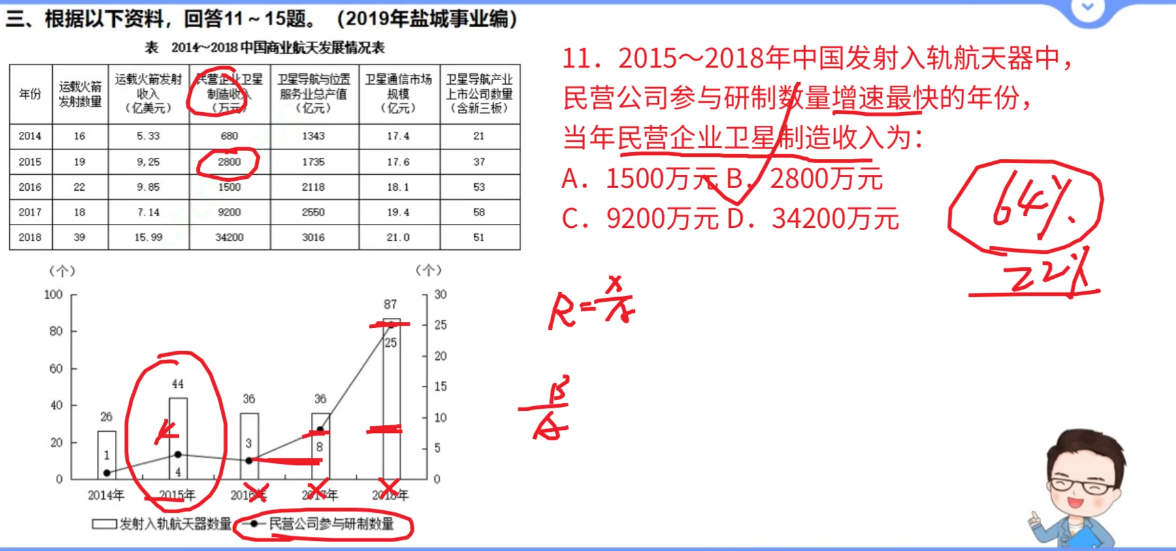 三、根据以下资料，回答11～15题。（2019年盐城事业编）
表 2014～2018中国商业航天发展情况表
年份 运载火箭发射数量 运载火箭发射收入（亿美元） 民营企业卫星制造收入（万元） 卫星导航与位置服务业总产值（亿元） 卫星通信市场规模（亿元） 卫星导航产业上市公司数量（含新三板）
2014 16 5.33 680 1343 17.4 21
2015 19 9,25 2800 1735 17.6 37
2016 22 9.85 1500 2118 18.1 53
2017 18 7.14 9200 2550 19.4 58
2018 39 15.99 34200 3016 21.0 51
（个） （个）
100 30
87
80 25
25
60 20
44 15
40 36 36 10
26
20 5
1 4 3 8
0 0
2014年 2015年 2016年 2017年 2018年
发射入轨航天器数量 民营公司参与研制数量
11．2015～2018年中国发射入轨航天器中，
民营公司参与研制数量增速最快的年份，
当年民营企业卫星制造收入为：
A．1500万元 B．2800万元
C．9200万元 D．34200万元
64%
22%
R=
B
A